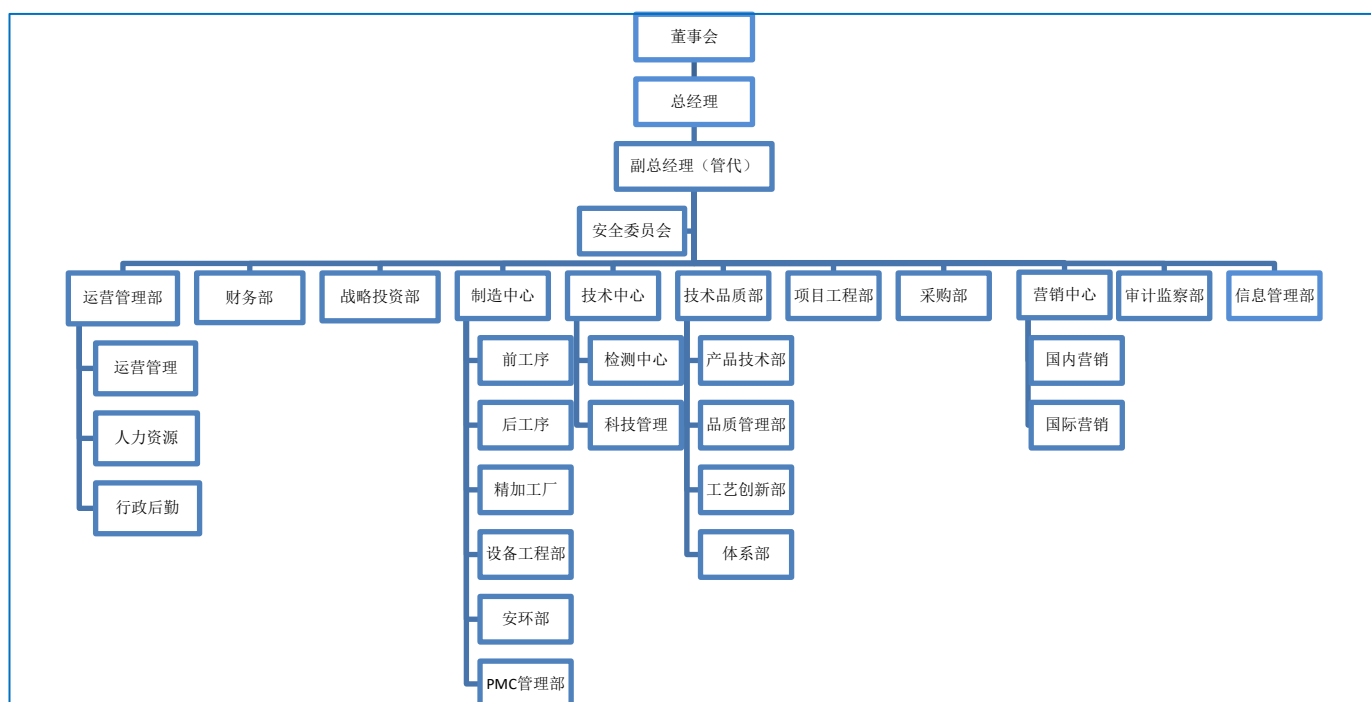 董事会
总经理
副总经理（管代）
安全委员会
运营管理部
财务部
战略投资部
制造中心
技术中心
技术品质部
项目工程部
采购部
营销中心
审计监察部
信息管理部
运营管理
人力资源
行政后勤
前工序
后工序
精加工厂
设备工程部
安环部
PMC管理部
检测中心
科技管理
产品技术部
品质管理部
工艺创新部
体系部
国内营销
国际营销